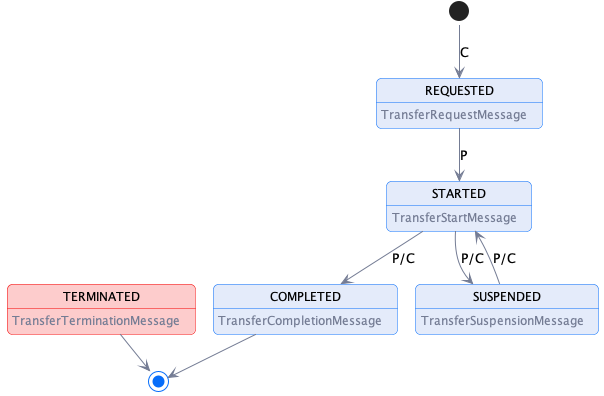 C
REQUESTED
TransferRequestMessage
P
STARTED
TransferStartMessage
P/C
P/C
P/C
TERMINATED
TransferTerminationMessage
COMPLETED
TransferCompletionMessage
SUSPENDED
TransferSuspensionMessage